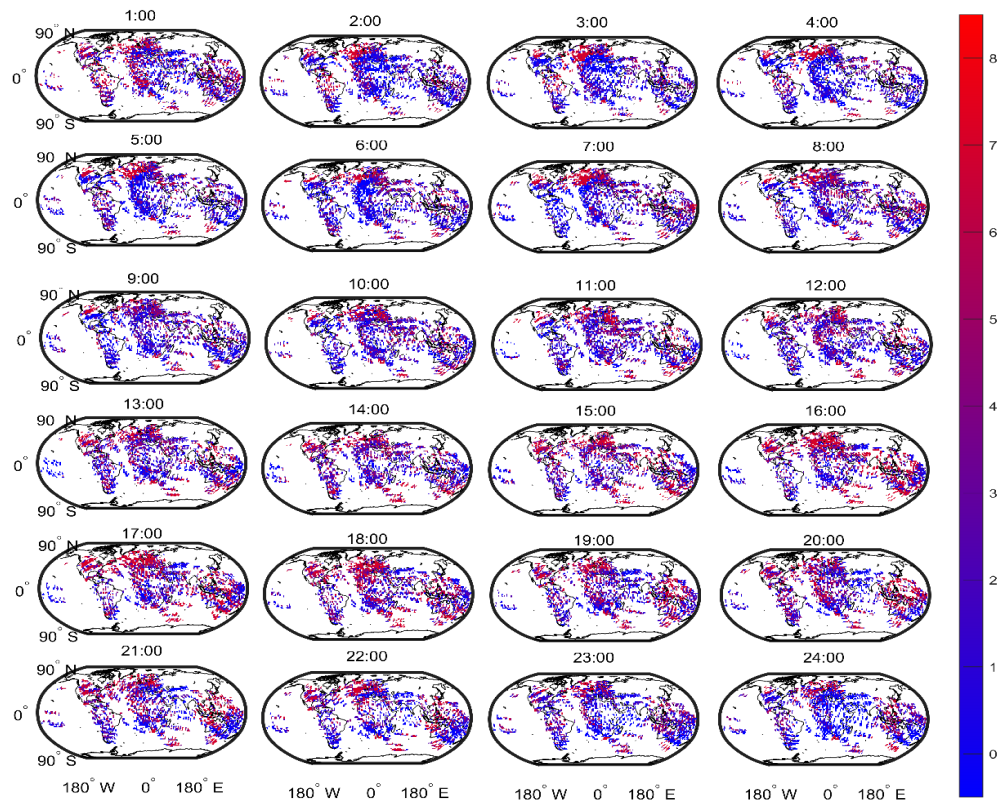 1:00 2:00 3:00 4:00
90° N
0°
90° S
5:00 6:00 7:00 8:00
90 N
0°
90° S
9:00 10:00 11:00 12:00
90 N
0°
90° S
13:00 14:00 15:00 16:00
90° N
0°
90° S
17:00 18:00 19:00 20:00
90° N
0°
90° S
21:00 22:00 23:00 24:00
90° N
0°
90° S
180° W 0° 180° E
180° W 0° 180° E
180° W 0° 180° E
180° W 0° 180° E
8
7
6
5
4
3
2
1
0